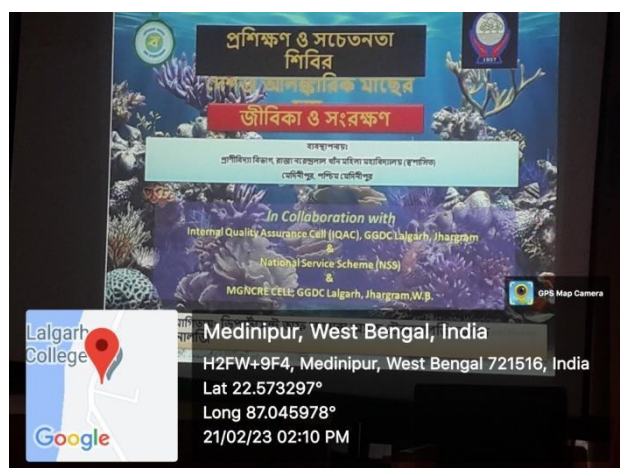 প্রশিক্ষণ ও সচেতনতা
শিবির
আলঙ্কারিক মাছের
জীবিকা ও সংরক্ষণ
ব্যবস্থাপনায়ঃ
প্রাণীবিদ্যা বিভাগ, রাজা নরেন্দ্রলাল খাঁন মহিলা মহাবিদ্যালয় (স্বশাসিত)
মেদিনীপুর, পশ্চিম মেদিনীপুর
In Collaboration with
Internal Quality Assurance Cell (IQAC), GGDC Lalgarh, Jhargram
&
National Service Scheme (NSS)
&
MGNCRE CELL, GGDC Lalgarh, Jhargram,W.B.
1957
GPS Map Camera
Lalgarh
College
Google
Medinipur, West Bengal, India
H2FW+9F4, Medinipur, West Bengal 721516, India
Lat 22.573297°
Long 87.045978°
21/02/23 02:10 PM